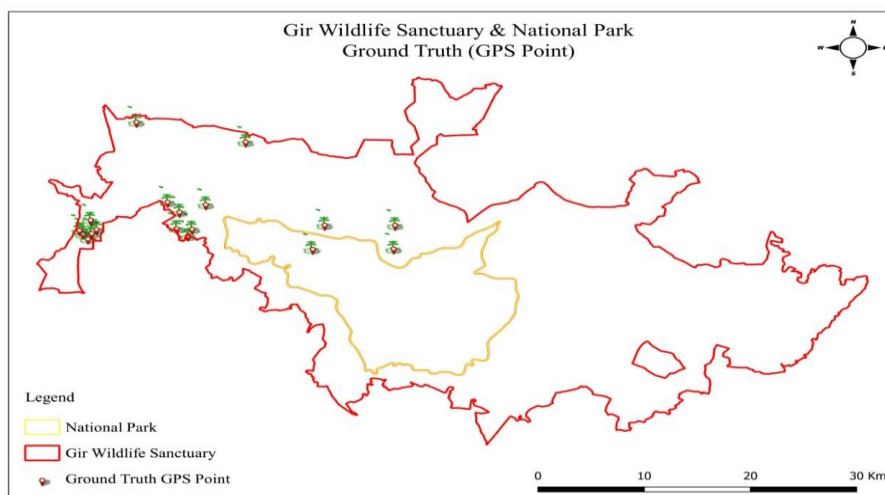 Gir Wildlife Sanctuary & National Park
Ground Truth (GPS Point)
N
W
S
Legend
National Park
Gir Wildlife Sanctuary
Ground Truth GPS Point
0 10 20 30 Km